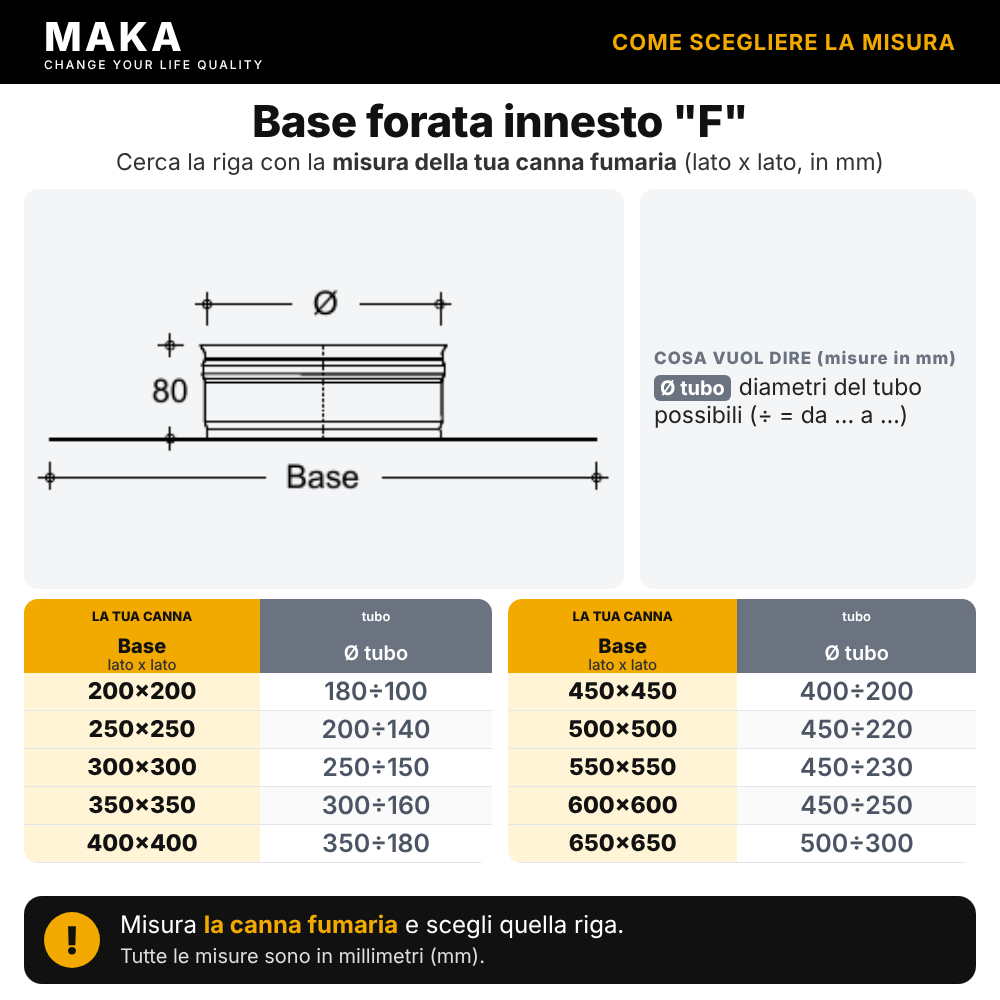 MAKA
CHANGE YOUR LIFE QUALITY
COME SCEGLIERE LA MISURA
Base forata innesto "F"
Cerca la riga con la misura della tua canna fumaria (lato x lato, in mm)
Ø
80
Base
COSA VUOL DIRE (misure in mm)
Ø tubo diametri del tubo
possibili (÷ = da ... a ...)
LA TUA CANNA tubo
Base
lato x lato Ø tubo
200×200 180÷100
250×250 200÷140
300×300 250÷150
350×350 300÷160
400×400 350÷180
LA TUA CANNA tubo
Base
lato x lato Ø tubo
450×450 400÷200
500×500 450÷220
550×550 450÷230
600×600 450÷250
650×650 500÷300
!
Misura la canna fumaria e scegli quella riga.
Tutte le misure sono in millimetri (mm).